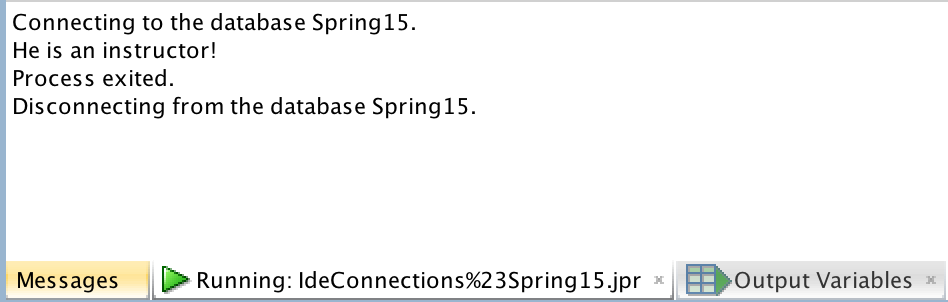 Connecting to the database Spring15.
He is an instructor!
Process exited.
Disconnecting from the database Spring15.
Messages Running: IdeConnections%23Spring15.jpr × Output Variables ×